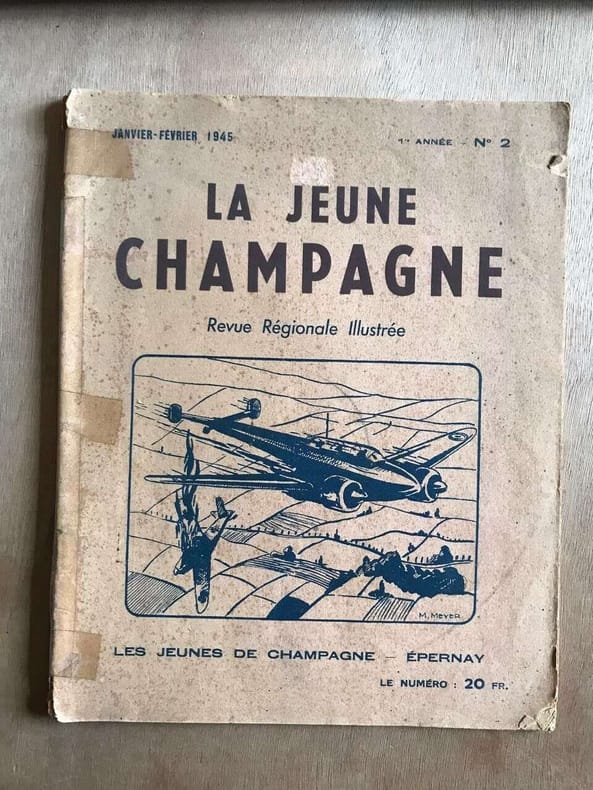 JANVIER-FÉVRIER 1945
1re ANNÉE - N° 2
LA JEUNE
CHAMPAGNE
Revue Régionale Illustrée
M. MEYER
LES JEUNES DE CHAMPAGNE - ÉPERNAY
LE NUMÉRO : 20 FR.